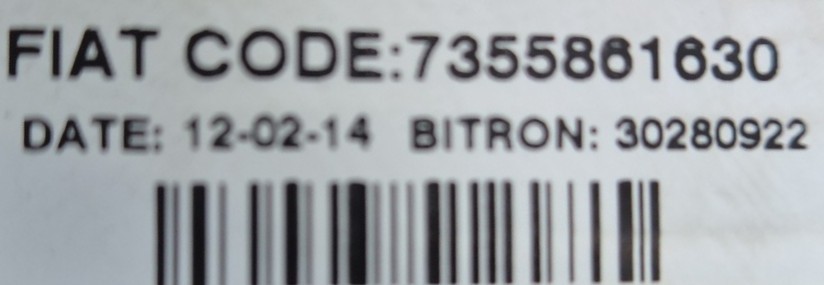 FIAT CODE:7355861630
DATE: 12-02-14 BITRON: 30280922